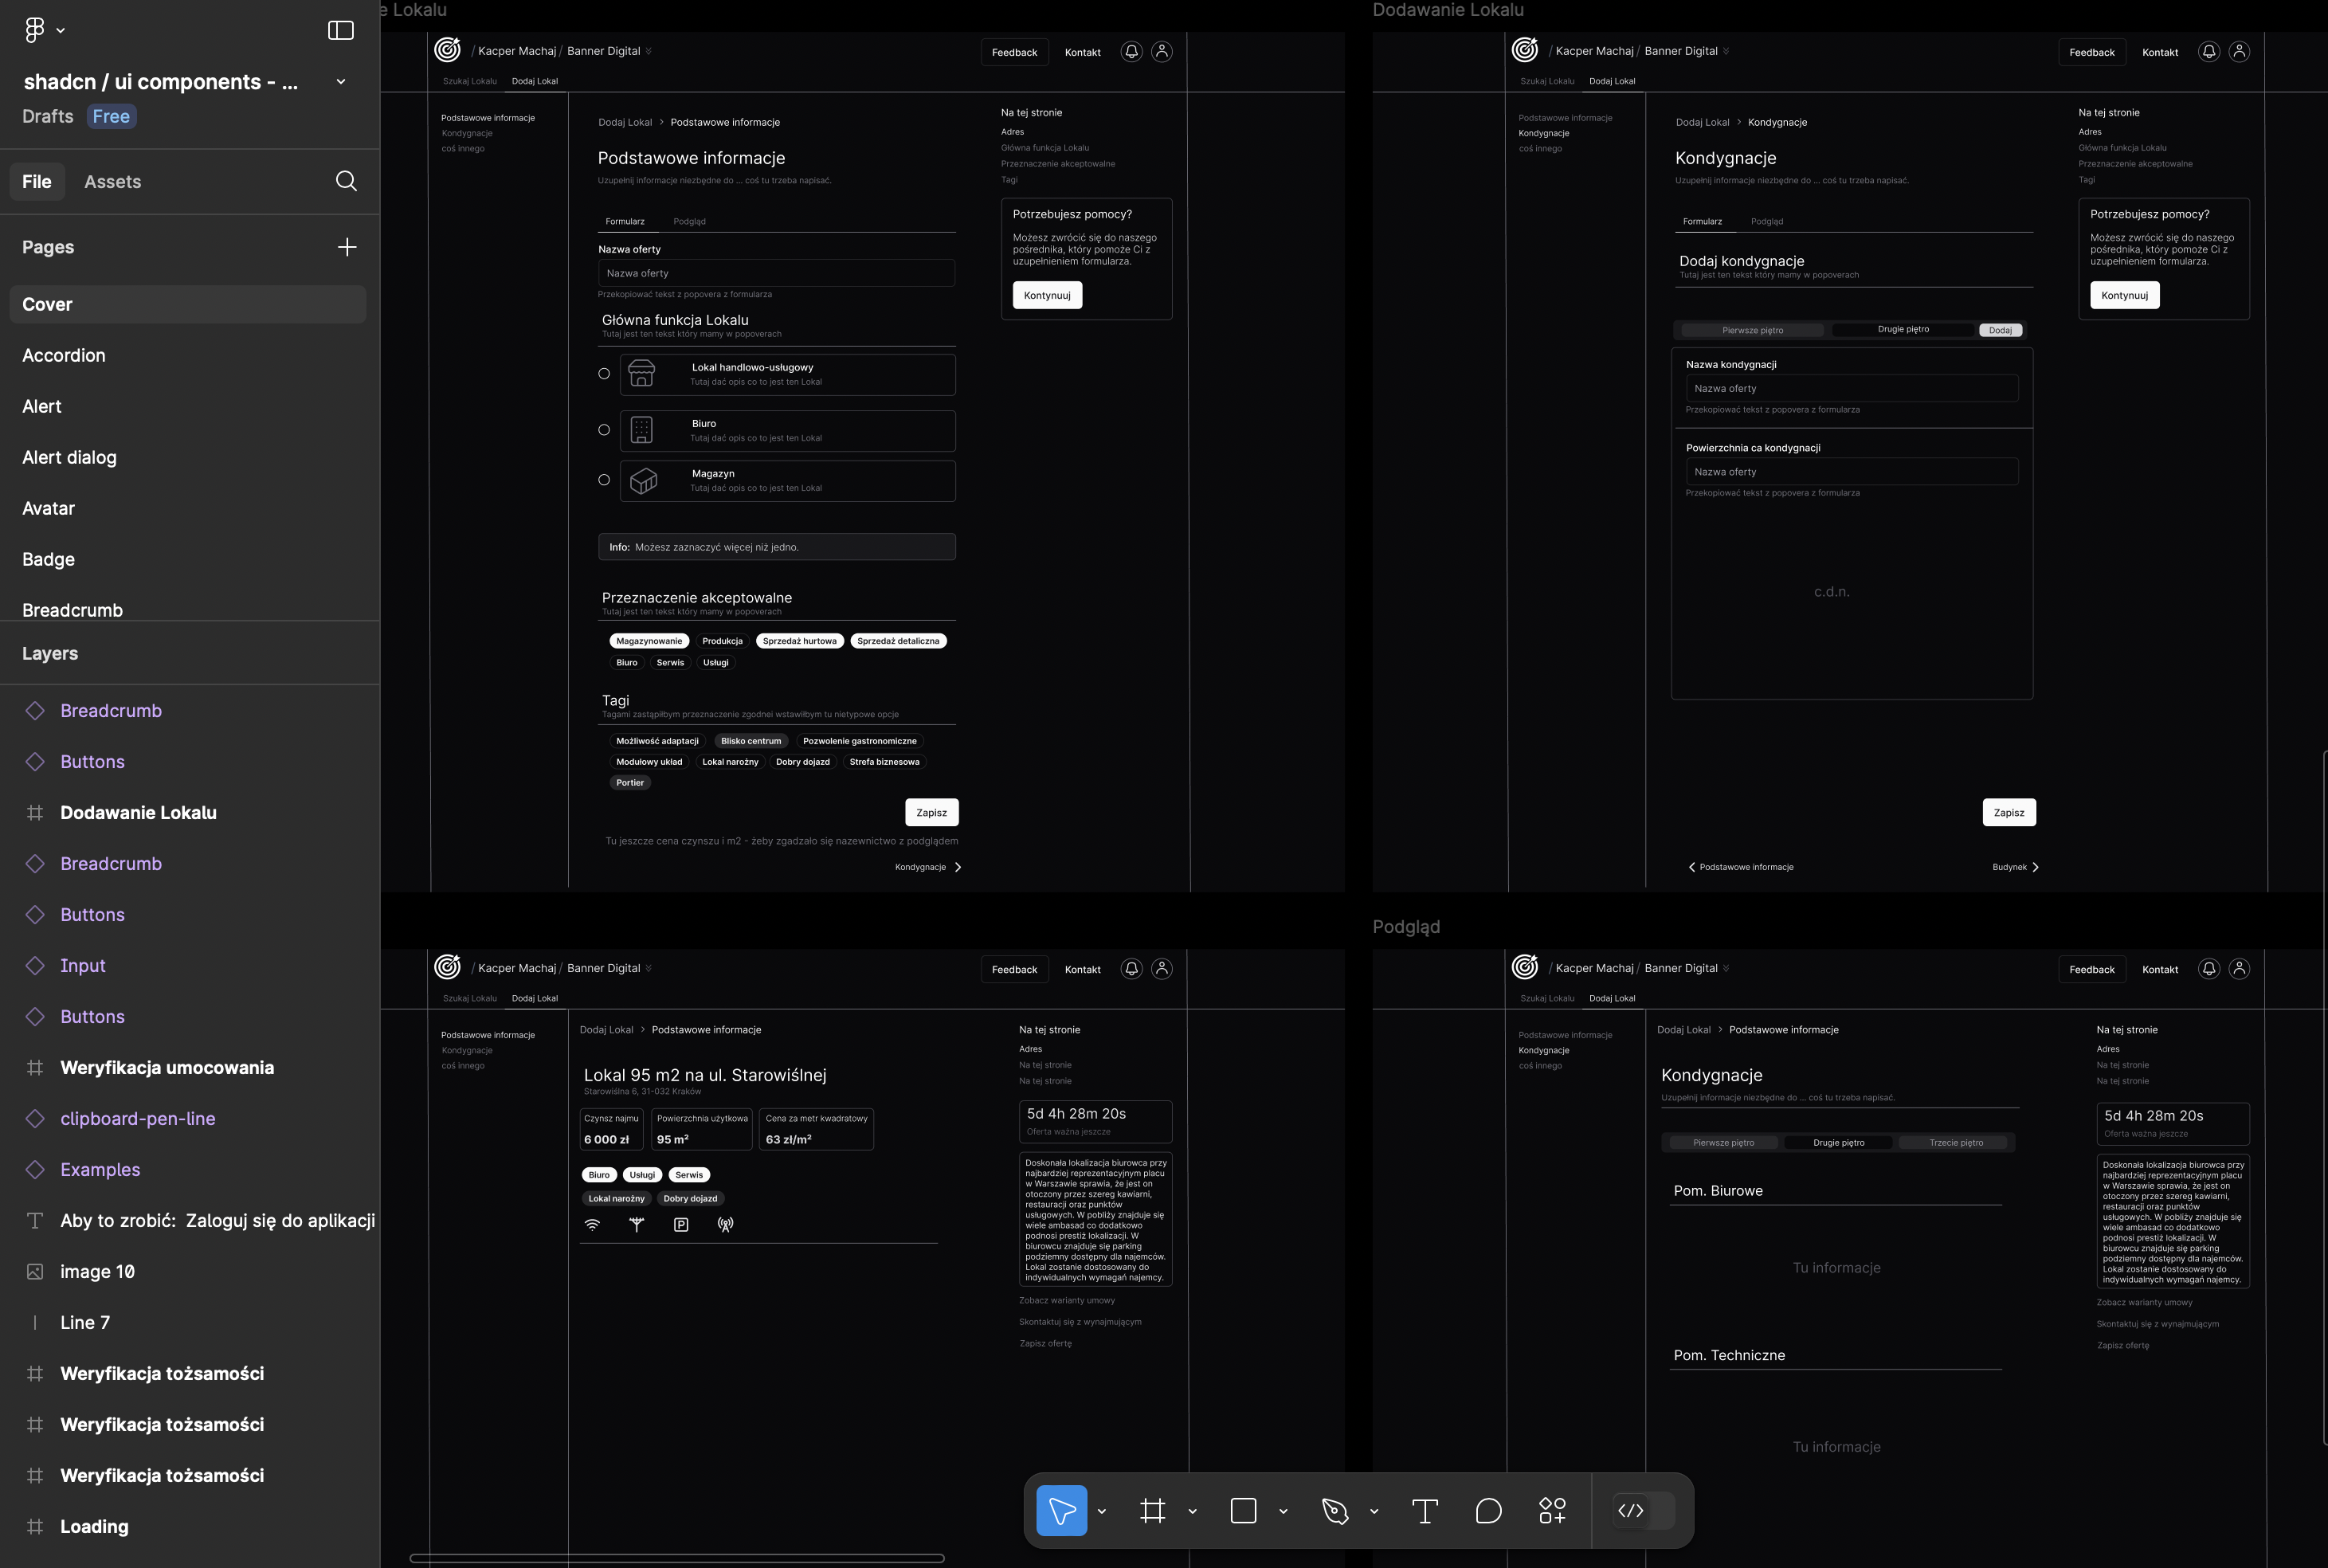 shadcn / ui components - ...
Drafts Free
File Assets
Pages
Cover
Accordion
Alert
Alert dialog
Avatar
Badge
Breadcrumb
Layers
Breadcrumb
Buttons
Dodawanie Lokalu
Breadcrumb
Buttons
Input
Buttons
Weryfikacja umocowania
clipboard-pen-line
Examples
Aby to zrobić: Zaloguj się do aplikacji
image 10
Line 7
Weryfikacja tożsamości
Weryfikacja tożsamości
Weryfikacja tożsamości
Loading
e Lokalu
/ Kacper Machaj / Banner Digital
Feedback Kontakt
Szukaj Lokalu Dodaj Lokal
Podstawowe informacje
Kondygnacje
coś innego
Dodaj Lokal > Podstawowe informacje
Podstawowe informacje
Uzupełnij informacje niezbędne do ... coś tu trzeba napisać.
Formularz Podgląd
Nazwa oferty
Nazwa oferty
Przekopiować tekst z popovera z formularza
Główna funkcja Lokalu
Tutaj jest ten tekst który mamy w popoverach
Lokal handlowo-usługowy
Tutaj dać opis co to jest ten Lokal
Biuro
Tutaj dać opis co to jest ten Lokal
Magazyn
Tutaj dać opis co to jest ten Lokal
Info: Możesz zaznaczyć więcej niż jedno.
Przeznaczenie akceptowalne
Tutaj jest ten tekst który mamy w popoverach
Magazynowanie Produkcja Sprzedaż hurtowa Sprzedaż detaliczna
Biuro Serwis Usługi
Tagi
Tagami zastąpiłbym przeznaczenie zgodnei wstawiłbym tu nietypowe opcje
Możliwość adaptacji Blisko centrum Pozwolenie gastronomiczne
Modułowy układ Lokal narożny Dobry dojazd Strefa biznesowa
Portier
Zapisz
Tu jeszcze cena czynszu i m2 - żeby zgadzało się nazewnictwo z podglądem
Kondygnacje
Na tej stronie
Adres
Główna funkcja Lokalu
Przeznaczenie akceptowalne
Tagi
Potrzebujesz pomocy?
Możesz zwrócić się do naszego
pośrednika, który pomoże Ci z
uzupełnieniem formularza.
Kontynuuj
Dodawanie Lokalu
/ Kacper Machaj / Banner Digital
Feedback Kontakt
Szukaj Lokalu Dodaj Lokal
Podstawowe informacje
Kondygnacje
coś innego
Dodaj Lokal > Kondygnacje
Kondygnacje
Uzupełnij informacje niezbędne do ... coś tu trzeba napisać.
Formularz Podgląd
Dodaj kondygnacje
Tutaj jest ten tekst który mamy w popoverach
Pierwsze piętro Drugie piętro Dodaj
Nazwa kondygnacji
Nazwa oferty
Przekopiować tekst z popovera z formularza
Powierzchnia ca kondygnacji
Nazwa oferty
Przekopiować tekst z popovera z formularza
c.d.n.
Zapisz
Podstawowe informacje Budynek
Na tej stronie
Adres
Główna funkcja Lokalu
Przeznaczenie akceptowalne
Tagi
Potrzebujesz pomocy?
Możesz zwrócić się do naszego
pośrednika, który pomoże Ci z
uzupełnieniem formularza.
Kontynuuj
/ Kacper Machaj / Banner Digital
Feedback Kontakt
Szukaj Lokalu Dodaj Lokal
Podstawowe informacje
Kondygnacje
coś innego
Dodaj Lokal > Podstawowe informacje
Lokal 95 m2 na ul. Starowiślnej
Starowiślna 6, 31-032 Kraków
Czynsz najmu Powierzchnia użytkowa Cena za metr kwadratowy
6 000 zł 95 m² 63 zł/m²
Biuro Usługi Serwis
Lokal narożny Dobry dojazd
Na tej stronie
Adres
Na tej stronie
Na tej stronie
5d 4h 28m 20s
Oferta ważna jeszcze
Doskonała lokalizacja biurowca przy
najbardziej reprezentacyjnym placu
w Warszawie sprawia, że jest on
otoczony przez szereg kawiarni,
restauracji oraz punktów
usługowych. W pobliży znajduje się
wiele ambasad co dodatkowo
podnosi prestiż lokalizacji. W
biurowcu znajduje się parking
podziemny dostępny dla najemców.
Lokal zostanie dostosowany do
indywidualnych wymagań najemcy.
Zobacz warianty umowy
Skontaktuj się z wynajmującym
Zapisz ofertę
Podgląd
/ Kacper Machaj / Banner Digital
Feedback Kontakt
Szukaj Lokalu Dodaj Lokal
Podstawowe informacje
Kondygnacje
coś innego
Dodaj Lokal > Podstawowe informacje
Kondygnacje
Uzupełnij informacje niezbędne do ... coś tu trzeba napisać.
Pierwsze piętro Drugie piętro Trzecie piętro
Pom. Biurowe
Tu informacje
Pom. Techniczne
Tu informacje
Na tej stronie
Adres
Na tej stronie
Na tej stronie
5d 4h 28m 20s
Oferta ważna jeszcze
Doskonała lokalizacja biurowca przy
najbardziej reprezentacyjnym placu
w Warszawie sprawia, że jest on
otoczony przez szereg kawiarni,
restauracji oraz punktów
usługowych. W pobliży znajduje się
wiele ambasad co dodatkowo
podnosi prestiż lokalizacji. W
biurowcu znajduje się parking
podziemny dostępny dla najemców.
Lokal zostanie dostosowany do
indywidualnych wymagań najemcy.
Zobacz warianty umowy
Skontaktuj się z wynajmującym
Zapisz ofertę